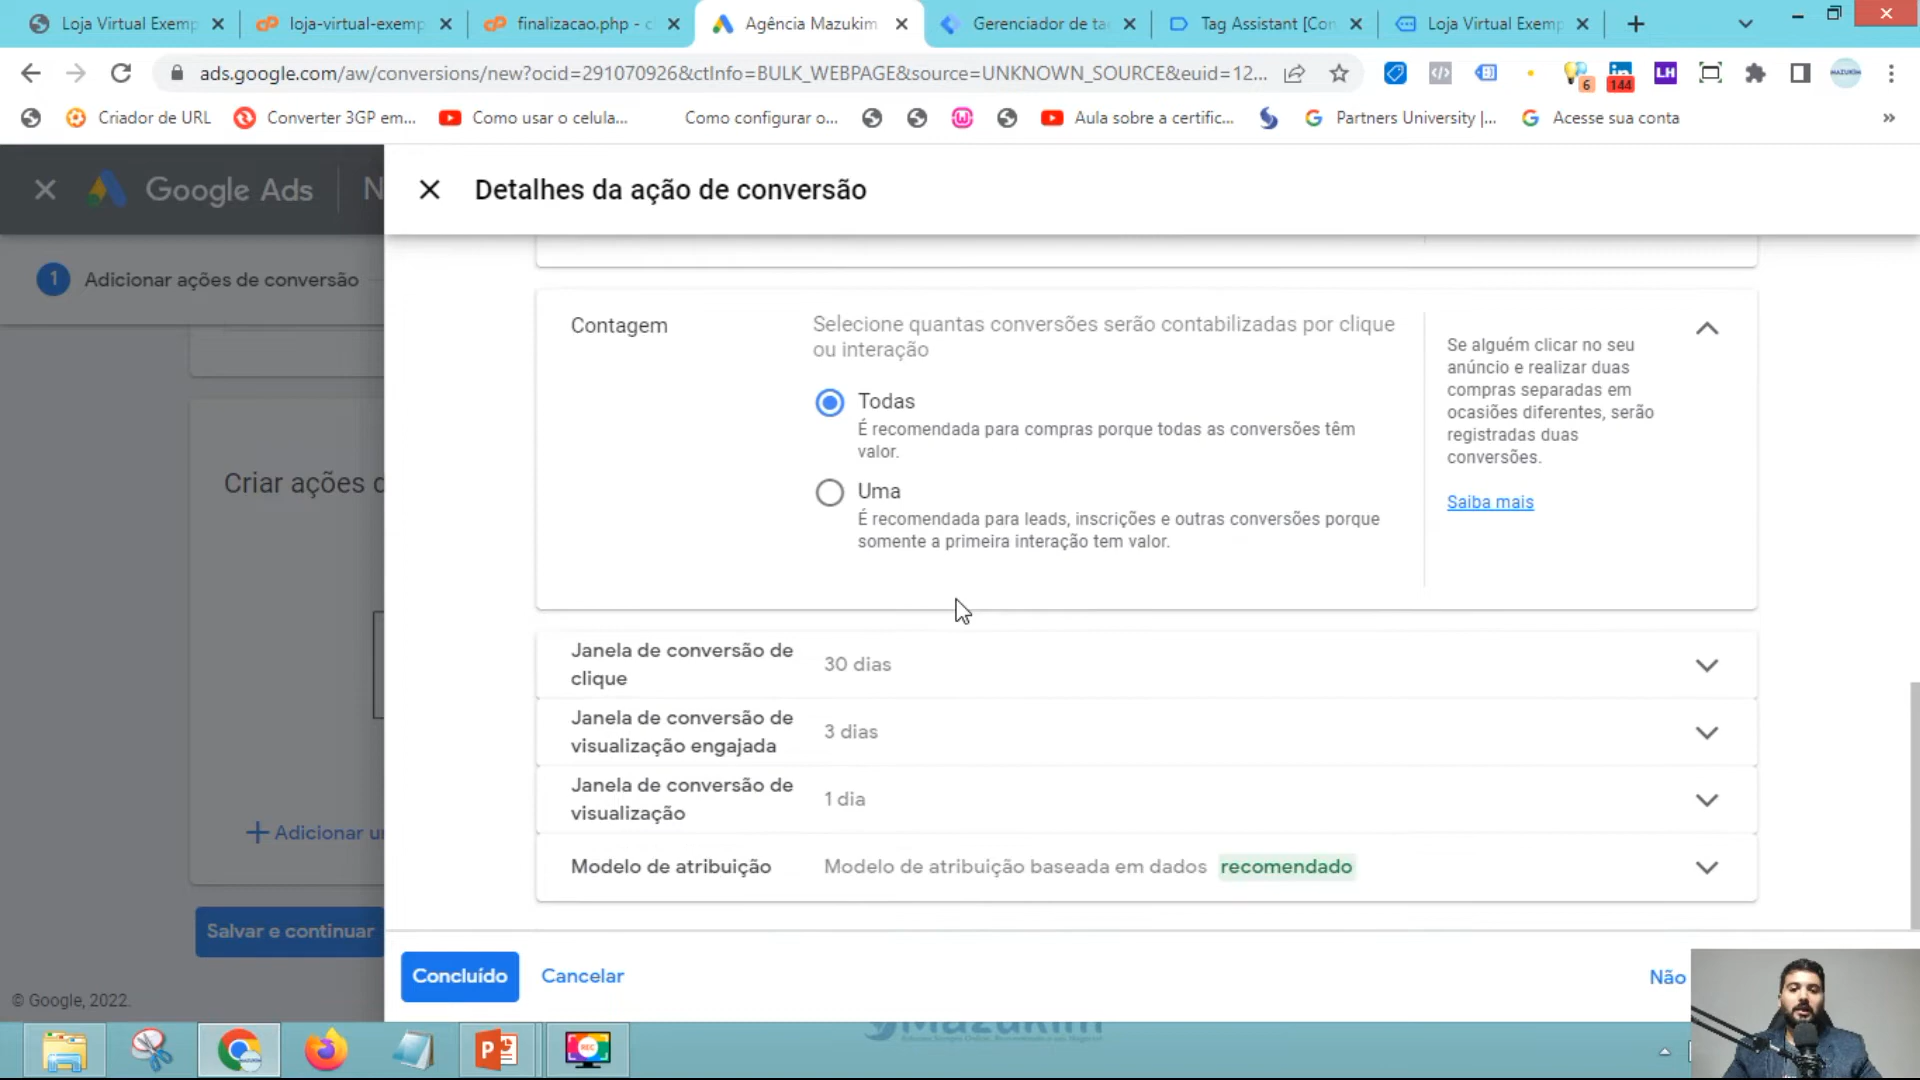 Loja Virtual Exemp
loja-virtual-exemp
finalizacao.php - c
Agência Mazukim
Gerenciador de ta
Tag Assistant [Con
Loja Virtual Exemp
ads.google.com/aw/conversions/new?ocid=291070926&ctInfo=BULK_WEBPAGE&source=UNKNOWN_SOURCE&euid=12...
6
144
LH
MAZUKIM
Criador de URL
Converter 3GP em...
Como usar o celula...
Como configurar o...
Aula sobre a certific...
Partners University |...
Acesse sua conta
»
Google Ads
N
Detalhes da ação de conversão
1
Adicionar ações de conversão
Contagem
Selecione quantas conversões serão contabilizadas por clique
ou interação
Todas
É recomendada para compras porque todas as conversões têm
valor.
Uma
É recomendada para leads, inscrições e outras conversões porque
somente a primeira interação tem valor.
Se alguém clicar no seu
anúncio e realizar duas
compras separadas em
ocasiões diferentes, serão
registradas duas
conversões.
Saiba mais
Criar ações d
Janela de conversão de
clique
30 dias
Janela de conversão de
visualização engajada
3 dias
Janela de conversão de
visualização
1 dia
Modelo de atribuição
Modelo de atribuição baseada em dados
recomendado
Adicionar u
Salvar e continuar
Concluído
Cancelar
Não
© Google, 2022.
Mazukim
REC